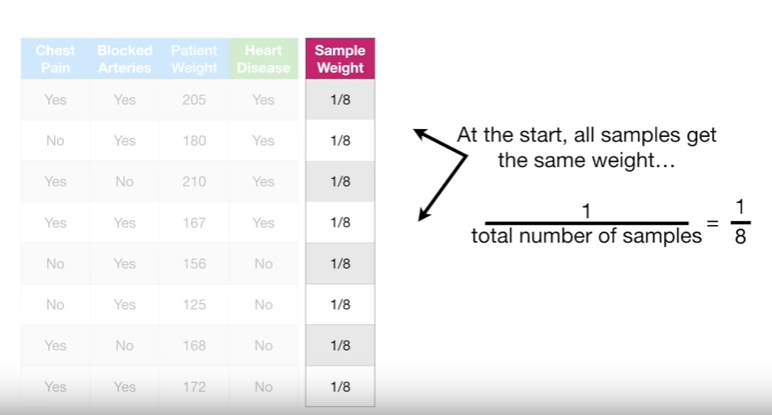 Chest Pain Blocked Arteries Patient Weight Heart Disease Sample Weight
Yes Yes 205 Yes 1/8
No Yes 180 Yes 1/8
Yes No 210 Yes 1/8
Yes Yes 167 Yes 1/8
No Yes 156 No 1/8
No Yes 125 No 1/8
Yes No 168 No 1/8
Yes Yes 172 No 1/8
At the start, all samples get
the same weight…
1
total number of samples
=
1
8